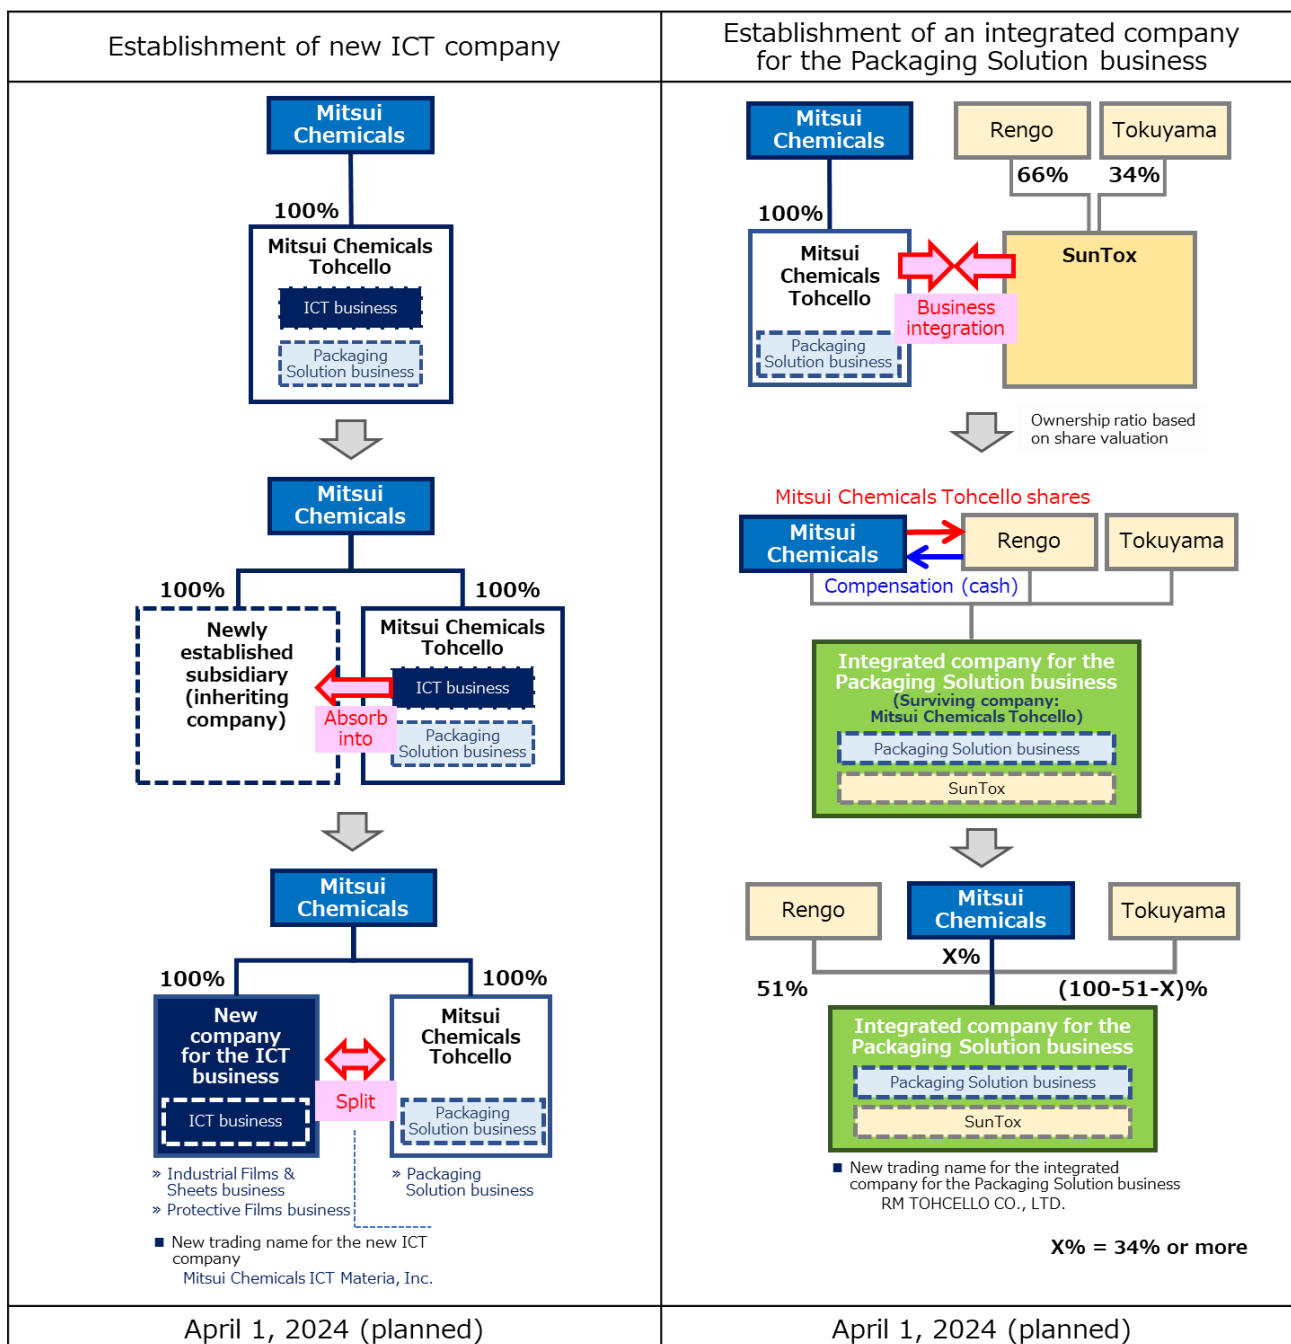 Establishment of new ICT company
Establishment of an integrated company
for the Packaging Solution business
Mitsui
Chemicals
100%
Mitsui Chemicals
Tohcello
ICT business
Packaging
Solution business
Mitsui
Chemicals
100%
100%
Newly
established
subsidiary
(inheriting
company)
Mitsui Chemicals
Tohcello
ICT business
Absorb
into
Packaging
Solution business
Mitsui
Chemicals
100%
100%
New
company
for the ICT
business
ICT business
Split
Mitsui
Chemicals
Tohcello
Packaging
Solution business
» Industrial Films &
Sheets business
» Protective Films business
» Packaging
Solution business
■ New trading name for the new ICT
company
Mitsui Chemicals ICT Materia, Inc.
April 1, 2024 (planned)
Mitsui
Chemicals
Rengo
Tokuyama
66%
34%
100%
Mitsui
Chemicals
Tohcello
Packaging
Solution business
Business
integration
SunTox
Ownership ratio based
on share valuation
Mitsui Chemicals Tohcello shares
Mitsui
Chemicals
Rengo
Tokuyama
Compensation (cash)
Integrated company for the
Packaging Solution business
(Surviving company:
Mitsui Chemicals Tohcello)
Packaging Solution business
SunTox
Rengo
Mitsui
Chemicals
Tokuyama
X%
51%
(100-51-X)%
Integrated company for the
Packaging Solution business
Packaging Solution business
SunTox
■ New trading name for the integrated
company for the Packaging Solution business
RM TOHCELLO CO., LTD.
X% = 34% or more
April 1, 2024 (planned)